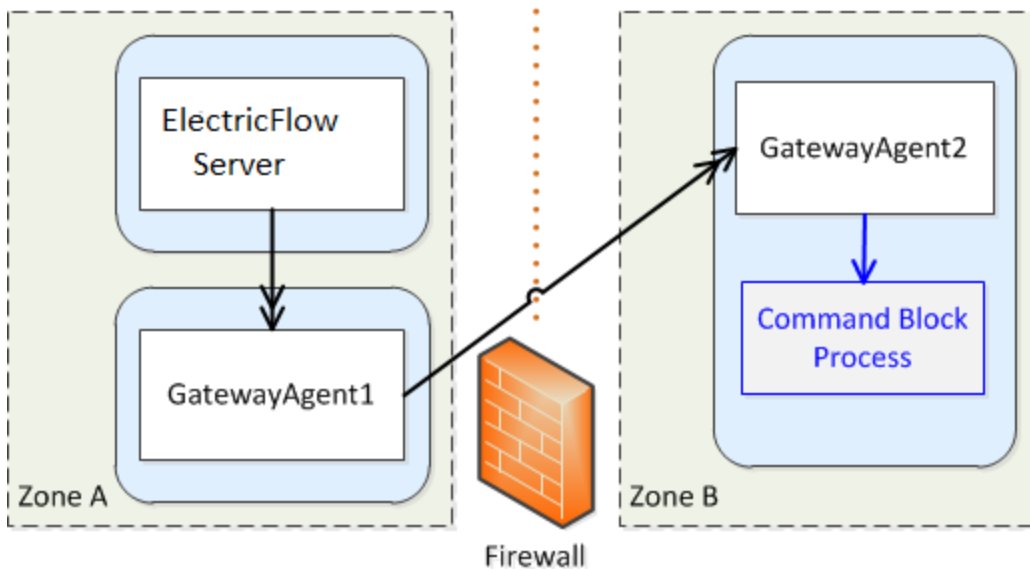 ElectricFlow
Server
GatewayAgent1
Zone A
Firewall
GatewayAgent2
Command Block
Process
Zone B